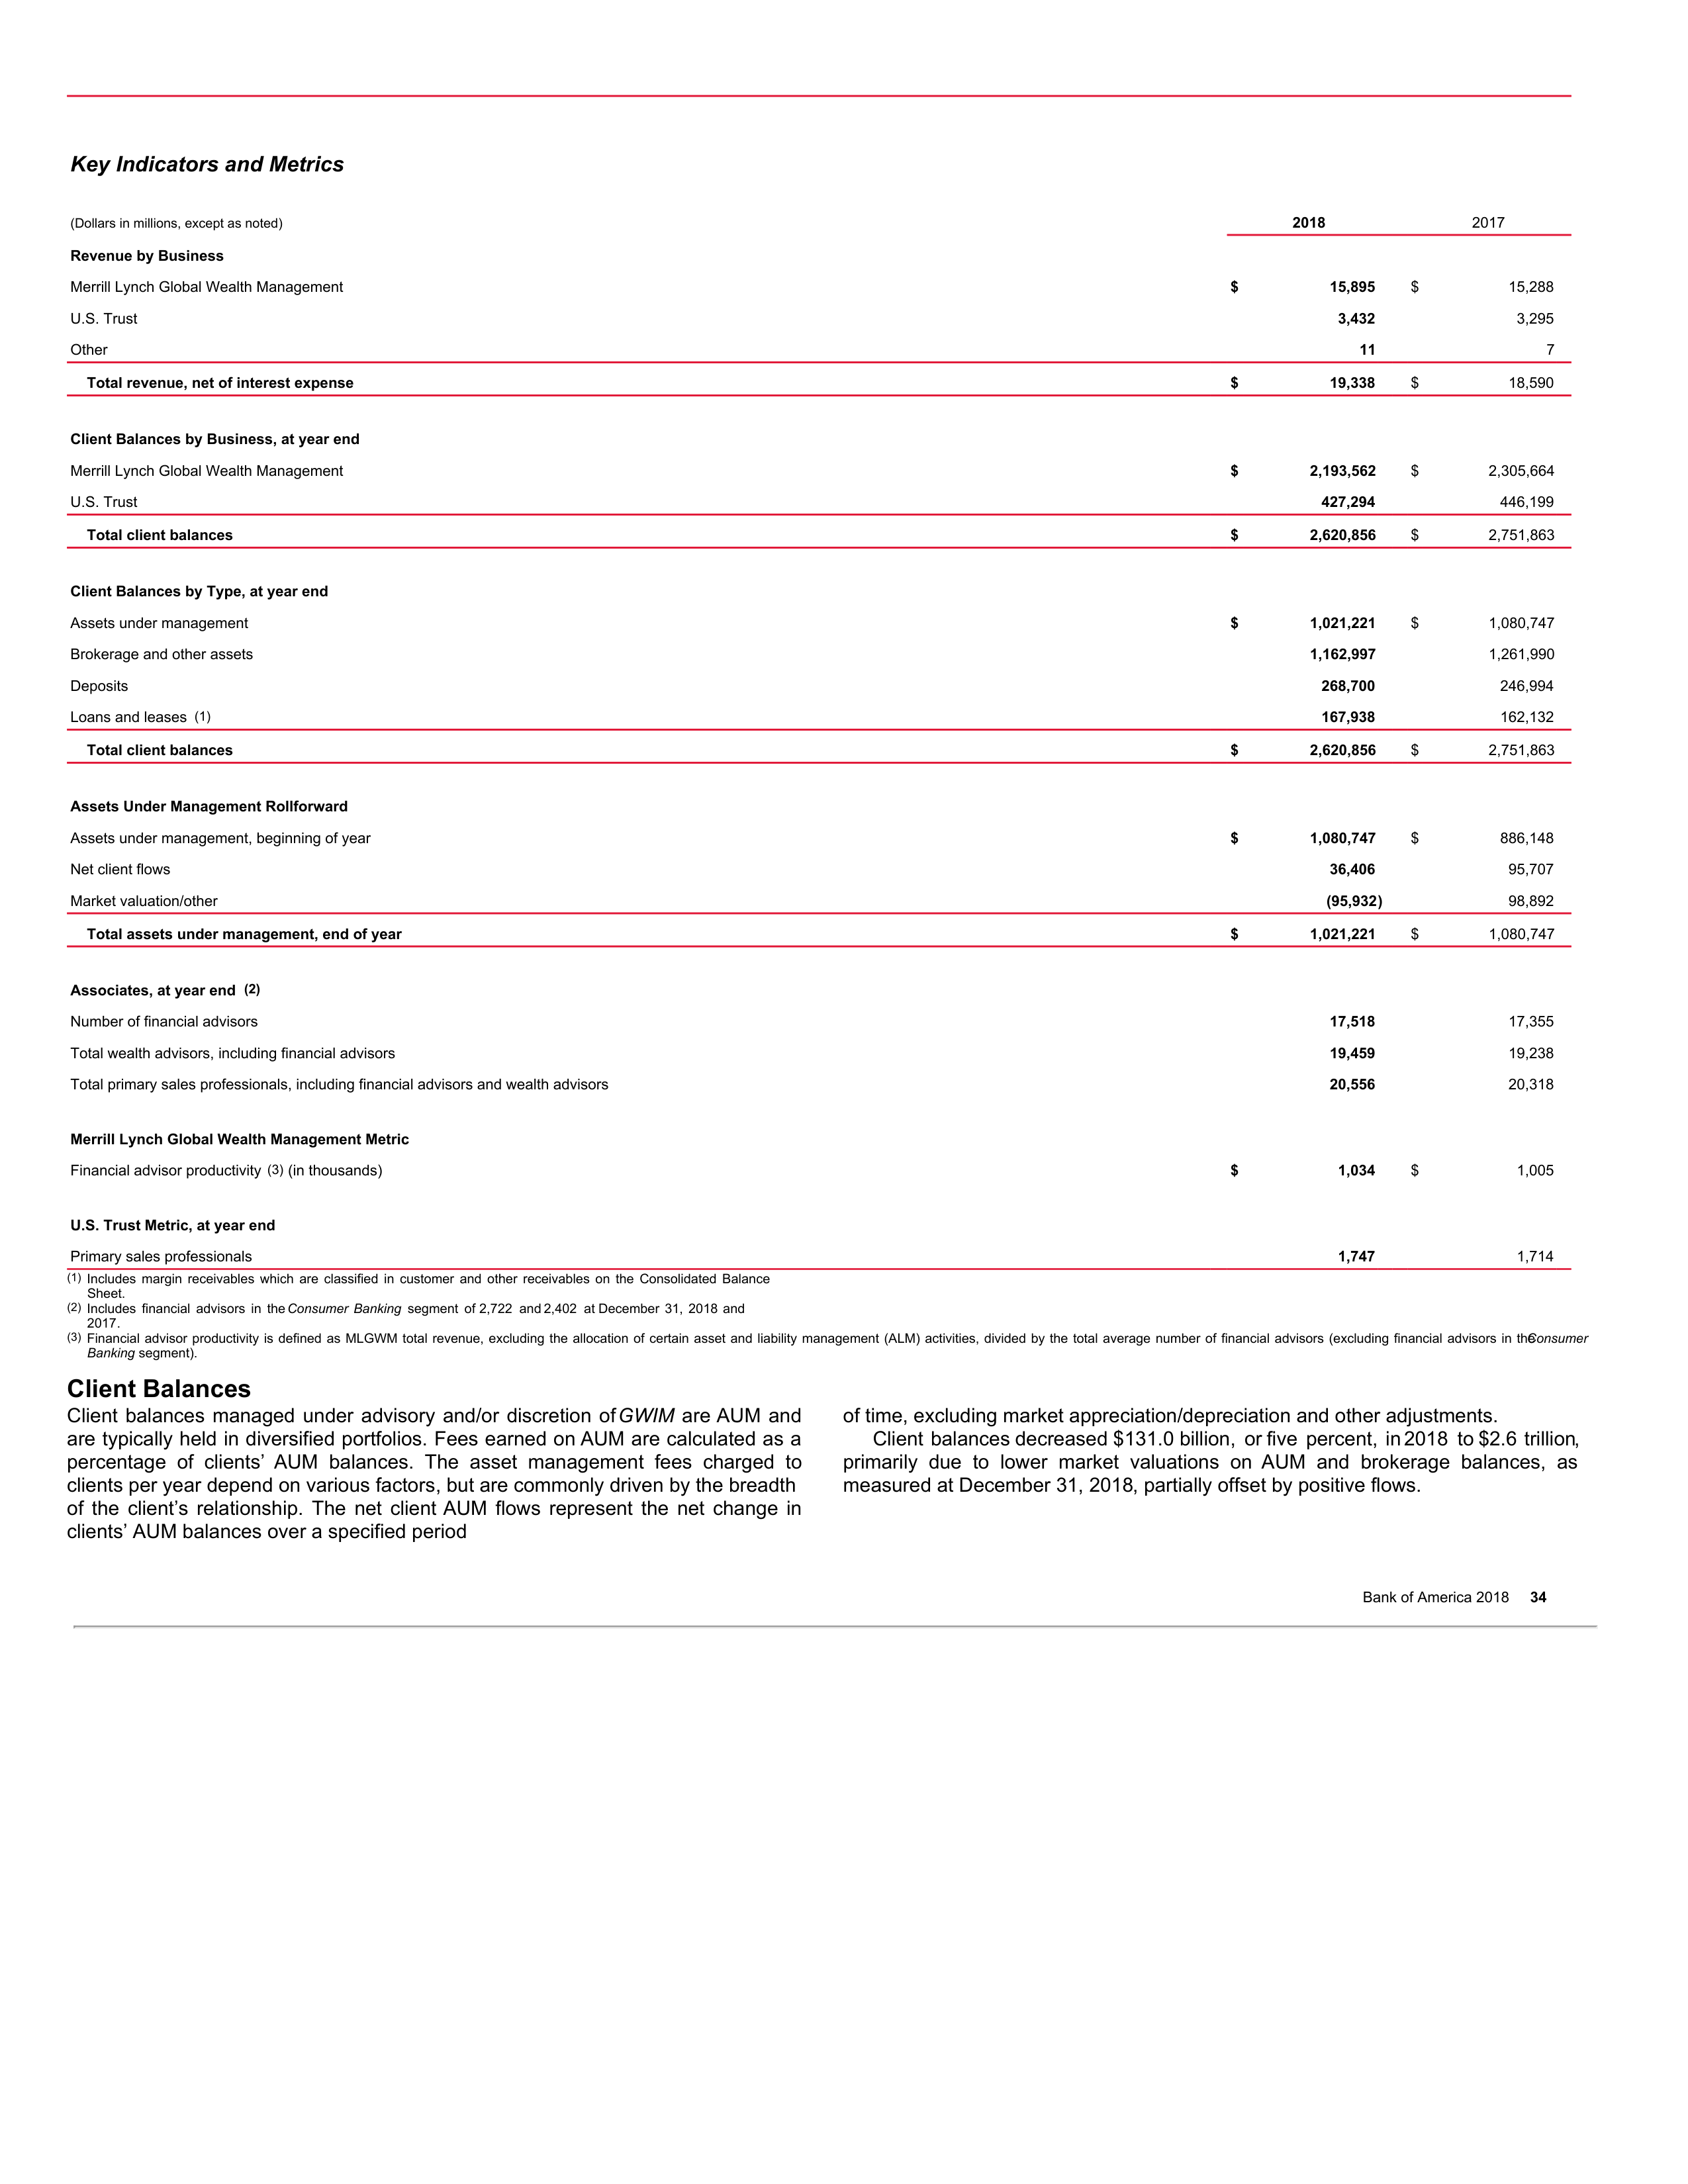 Key Indicators and Metrics
(Dollars in millions, except as noted) 2018 2017
Revenue by Business
Merrill Lynch Global Wealth Management $ 15,895 $ 15,288
U.S. Trust 3,432 3,295
Other 11 7
Total revenue, net of interest expense $ 19,338 $ 18,590
Client Balances by Business, at year end
Merrill Lynch Global Wealth Management $ 2,193,562 $ 2,305,664
U.S. Trust 427,294 446,199
Total client balances $ 2,620,856 $ 2,751,863
Client Balances by Type, at year end
Assets under management $ 1,021,221 $ 1,080,747
Brokerage and other assets 1,162,997 1,261,990
Deposits 268,700 246,994
Loans and leases (1) 167,938 162,132
Total client balances $ 2,620,856 $ 2,751,863
Assets Under Management Rollforward
Assets under management, beginning of year $ 1,080,747 $ 886,148
Net client flows 36,406 95,707
Market valuation/other (95,932) 98,892
Total assets under management, end of year $ 1,021,221 $ 1,080,747
Associates, at year end (2)
Number of financial advisors 17,518 17,355
Total wealth advisors, including financial advisors 19,459 19,238
Total primary sales professionals, including financial advisors and wealth advisors 20,556 20,318
Merrill Lynch Global Wealth Management Metric
Financial advisor productivity (3) (in thousands) $ 1,034 $ 1,005
U.S. Trust Metric, at year end
Primary sales professionals 1,747 1,714
(1) Includes margin receivables which are classified in customer and other receivables on the Consolidated Balance
Sheet.
(2) Includes financial advisors in the Consumer Banking segment of 2,722 and 2,402 at December 31, 2018 and
2017.
(3) Financial advisor productivity is defined as MLGWM total revenue, excluding the allocation of certain asset and liability management (ALM) activities, divided by the total average number of financial advisors (excluding financial advisors in the Consumer
Banking segment).
Client Balances
Client balances managed under advisory and/or discretion of GWIM are AUM and
are typically held in diversified portfolios. Fees earned on AUM are calculated as a
percentage of clients’ AUM balances. The asset management fees charged to
clients per year depend on various factors, but are commonly driven by the breadth
of the client’s relationship. The net client AUM flows represent the net change in
clients’ AUM balances over a specified period
of time, excluding market appreciation/depreciation and other adjustments.
Client balances decreased $131.0 billion, or five percent, in 2018 to $2.6 trillion,
primarily due to lower market valuations on AUM and brokerage balances, as
measured at December 31, 2018, partially offset by positive flows.
Bank of America 2018 34